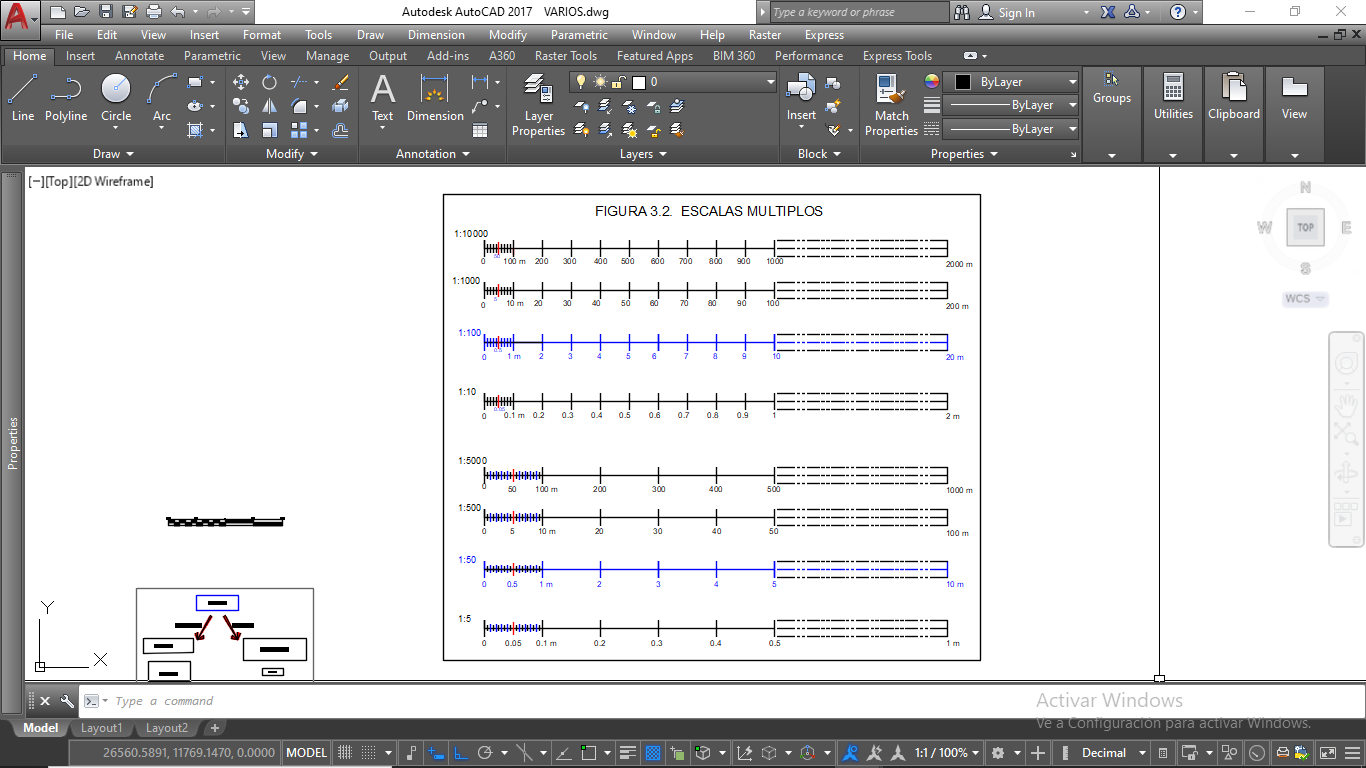 Autodesk AutoCAD 2017 VARIOS.dwg
Type a keyword or phrase
Sign In
File Edit View Insert Format Tools Draw Dimension Modify Parametric Window Help Raster Express
Home Insert Annotate Parametric View Manage Output Add-ins A360 Raster Tools Featured Apps BIM 360 Performance Express Tools
Line Polyline Circle Arc
Draw
Modify
Text Dimension
Annotation
Layer Properties
0
Layers
Insert
Block
Match Properties
ByLayer
ByLayer
ByLayer
Properties
Groups
Utilities
Clipboard
View
[−][Top][2D Wireframe]
N
W TOP E
S
WCS
Properties
FIGURA 3.2. ESCALAS MULTIPLOS
1:10000
50
0 100 m 200 300 400 500 600 700 800 900 1000 2000 m
1:1000
5
0 10 m 20 30 40 50 60 70 80 90 100 200 m
1:100
0.5
0 1 m 2 3 4 5 6 7 8 9 10 20 m
1:10
0.05
0 0.1 m 0.2 0.3 0.4 0.5 0.6 0.7 0.8 0.9 1 2 m
1:5000
0 50 100 m 200 300 400 500 1000 m
1:500
0 5 10 m 20 30 40 50 100 m
1:50
0 0.5 1 m 2 3 4 5 10 m
1:5
0 0.05 0.1 m 0.2 0.3 0.4 0.5 1 m
Y
X
Type a command
Activar Windows
Ve a Configuración para activar Windows.
Model Layout1 Layout2 +
26560.5891, 11769.1470, 0.0000 MODEL 1:1 / 100% Decimal